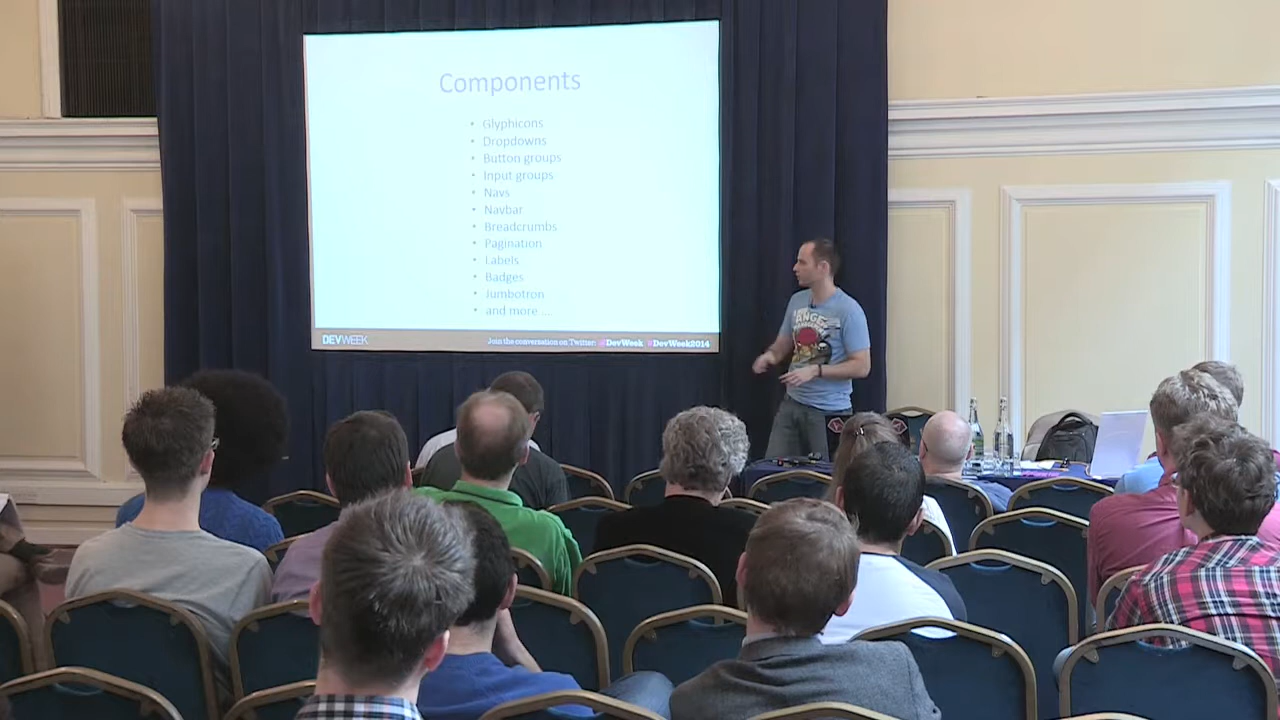 Components
• Glyphicons
• Dropdowns
• Button groups
• Input groups
• Navs
• Navbar
• Breadcrumbs
• Pagination
• Labels
• Badges
• Jumbotron
• and more …
DEVWEEK
Join the conversation on Twitter: @DevWeek #DevWeek2014